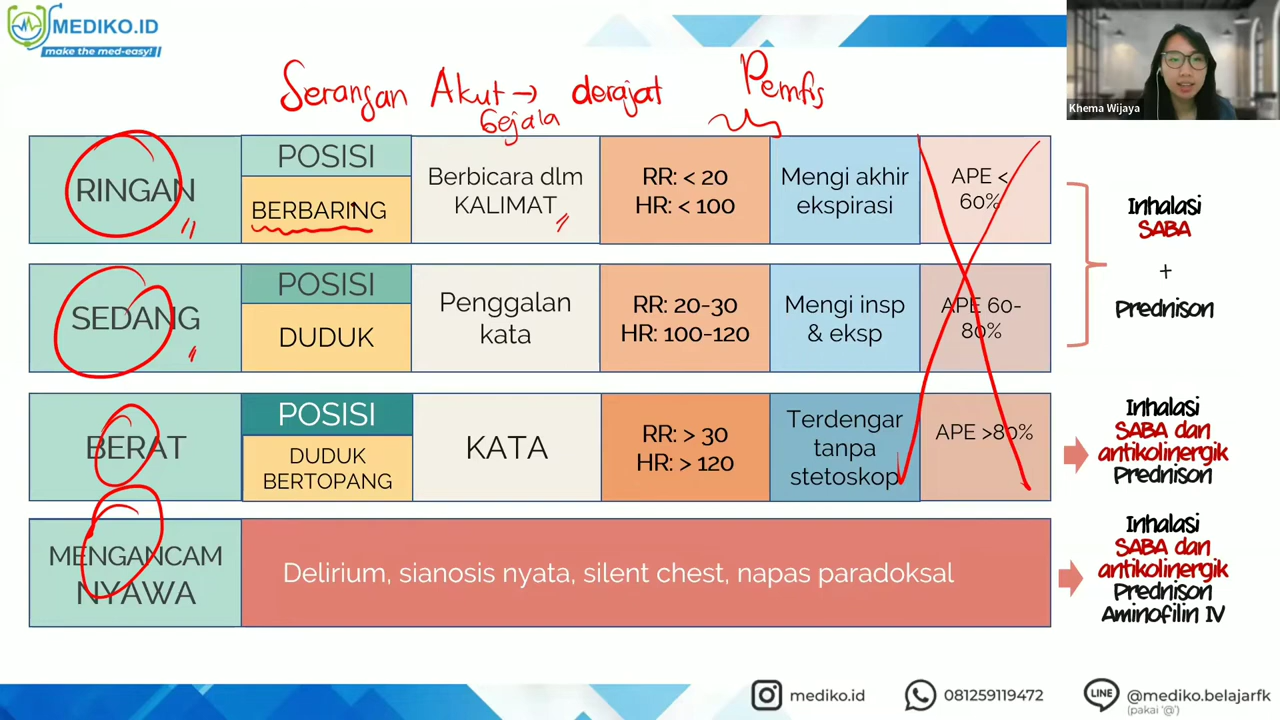 MEDIKO.ID
make the med-easy!
Khema Wijaya
Serangan Akut → derajat Pemfis
Gejala
RINGAN
POSISI
BERBARING
Berbicara dlm
KALIMAT
RR: < 20
HR: < 100
Mengi akhir
ekspirasi
APE <
60%
Inhalasi
SABA
+
Prednison
SEDANG
POSISI
DUDUK
Penggalan
kata
RR: 20-30
HR: 100-120
Mengi insp
& eksp
APE 60-
80%
BERAT
POSISI
DUDUK
BERTOPANG
KATA
RR: > 30
HR: > 120
Terdengar
tanpa
stetoskop
APE >80%
Inhalasi
SABA dan
antikolinergik
Prednison
MENGANCAM
NYAWA
Delirium, sianosis nyata, silent chest, napas paradoksal
Inhalasi
SABA dan
antikolinergik
Prednison
Aminofilin IV
mediko.id
081259119472
LINE
@mediko.belajarfk
(pakai '@')